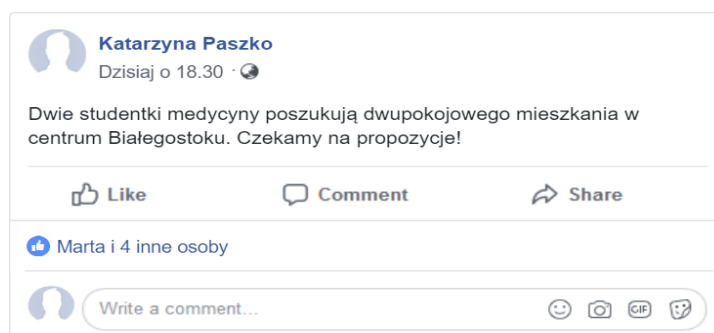 Katarzyna Paszko
Dzisiaj o 18.30 ·
Dwie studentki medycyny poszukują dwupokojowego mieszkania w
centrum Białegostoku. Czekamy na propozycje!
Like Comment Share
Marta i 4 inne osoby
Write a comment... GIF